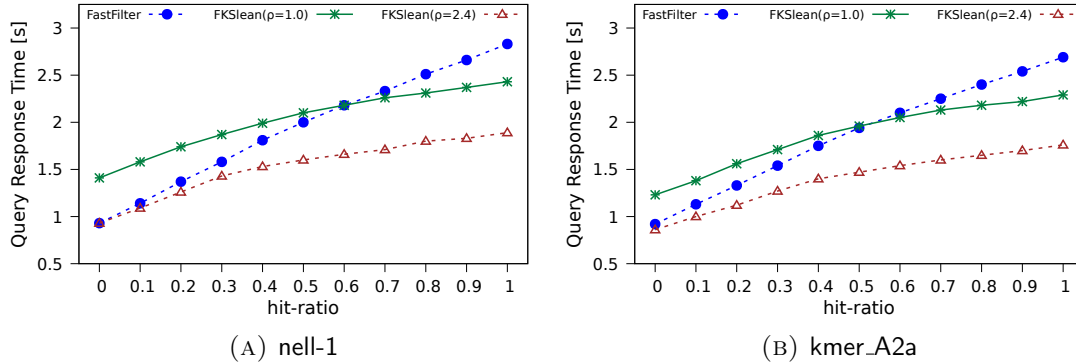 FastFilter FKSlean(ρ=1.0) FKSlean(ρ=2.4)
3
2.5
2
1.5
1
0.5
Query Response Time [s]
0 0.1 0.2 0.3 0.4 0.5 0.6 0.7 0.8 0.9 1
hit-ratio
(A) nell-1
FastFilter FKSlean(ρ=1.0) FKSlean(ρ=2.4)
3
2.5
2
1.5
1
0.5
Query Response Time [s]
0 0.1 0.2 0.3 0.4 0.5 0.6 0.7 0.8 0.9 1
hit-ratio
(B) kmer_A2a